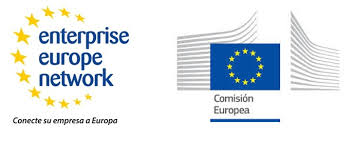 enterprise
europe
network
Conecte su empresa a Europa
Comisión
Europea